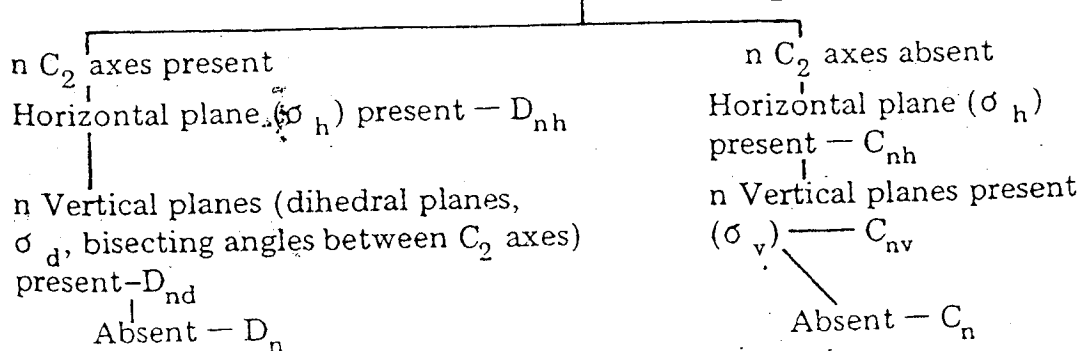 n C₂ axes present
Horizontal plane (σ h) present — Dnh
n Vertical planes (dihedral planes,
σ d, bisecting angles between C₂ axes)
present–Dnd
Absent — Dn
n C₂ axes absent
Horizontal plane (σ h)
present — Cnh
n Vertical planes present
(σ v) — Cnv
Absent — Cn